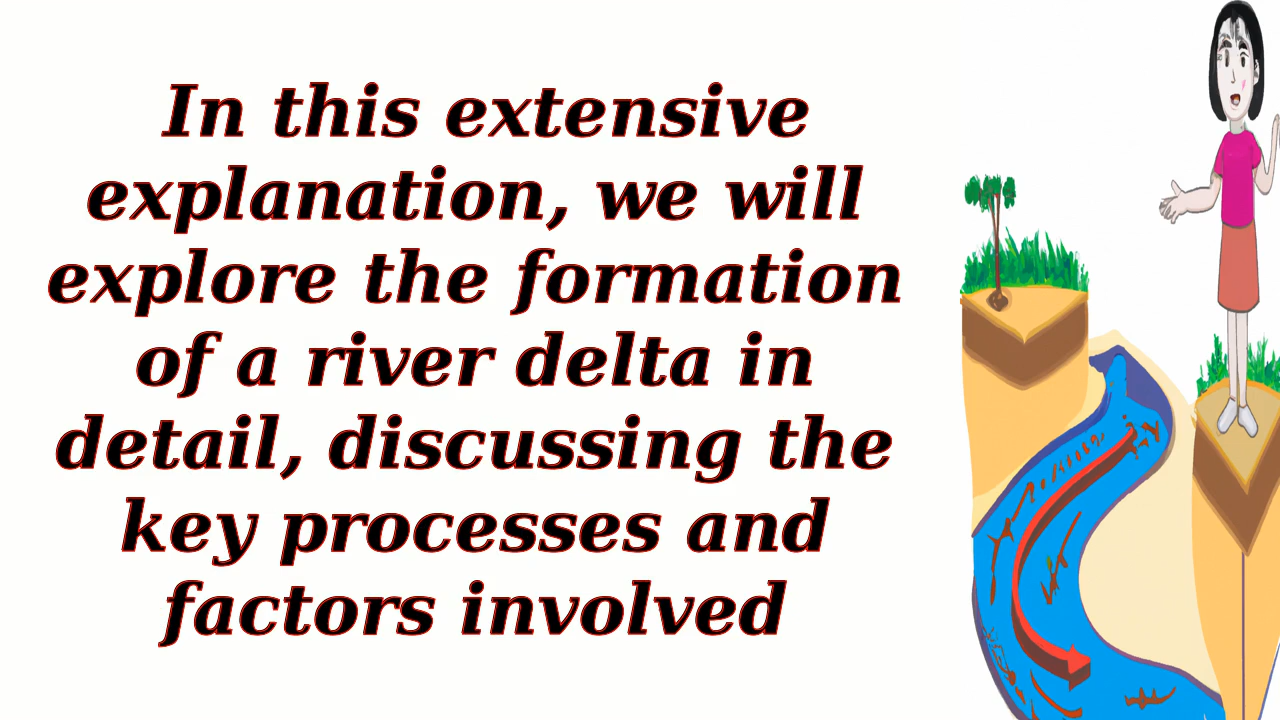 In this extensive
explanation, we will
explore the formation
of a river delta in
detail, discussing the
key processes and
factors involved